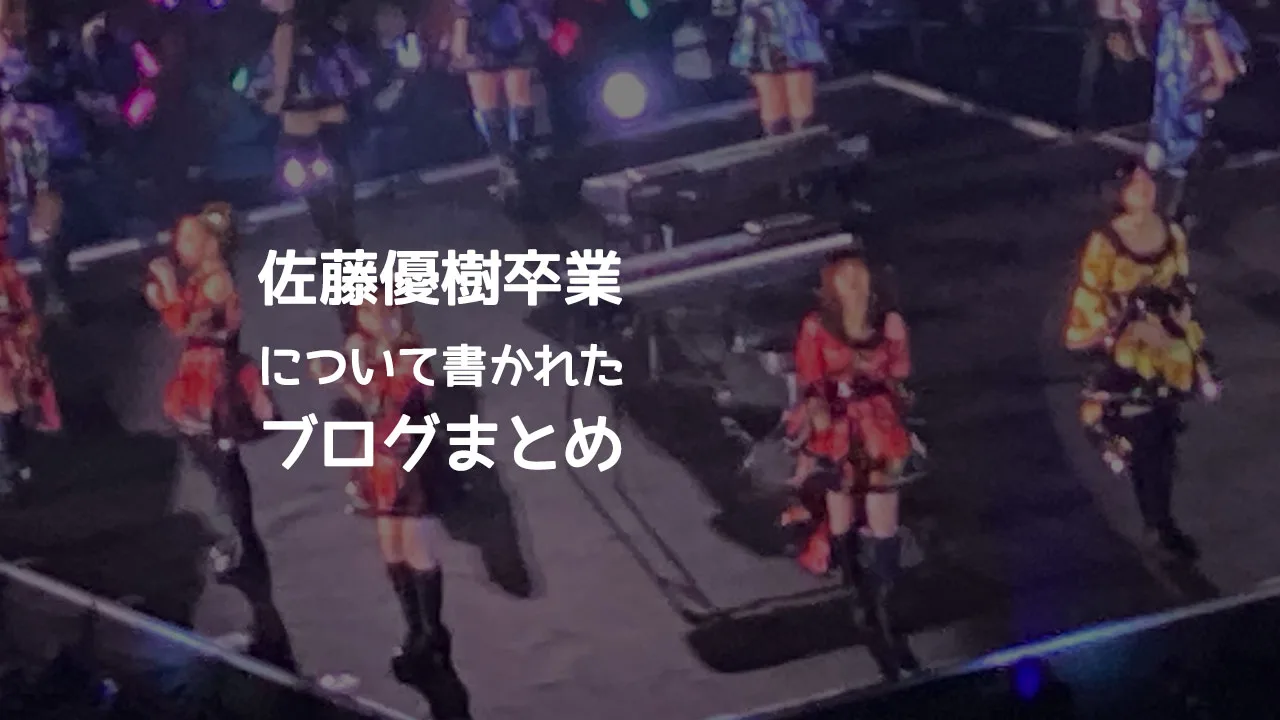 佐藤優樹卒業
について書かれた
ブログまとめ